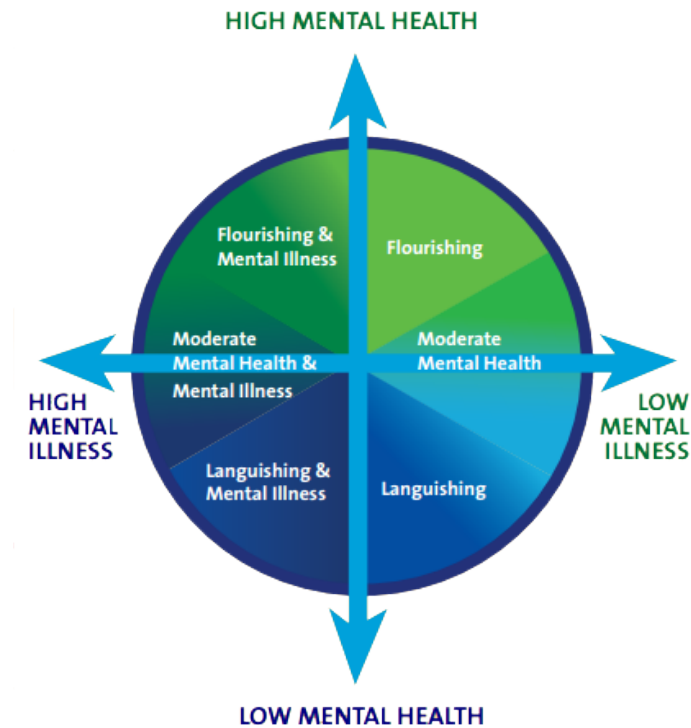 HIGH MENTAL HEALTH
Flourishing &
Mental Illness
Flourishing
Moderate
Mental Health &
Mental Illness
Moderate
Mental Health
HIGH
MENTAL
ILLNESS
LOW
MENTAL
ILLNESS
Languishing &
Mental Illness
Languishing
LOW MENTAL HEALTH